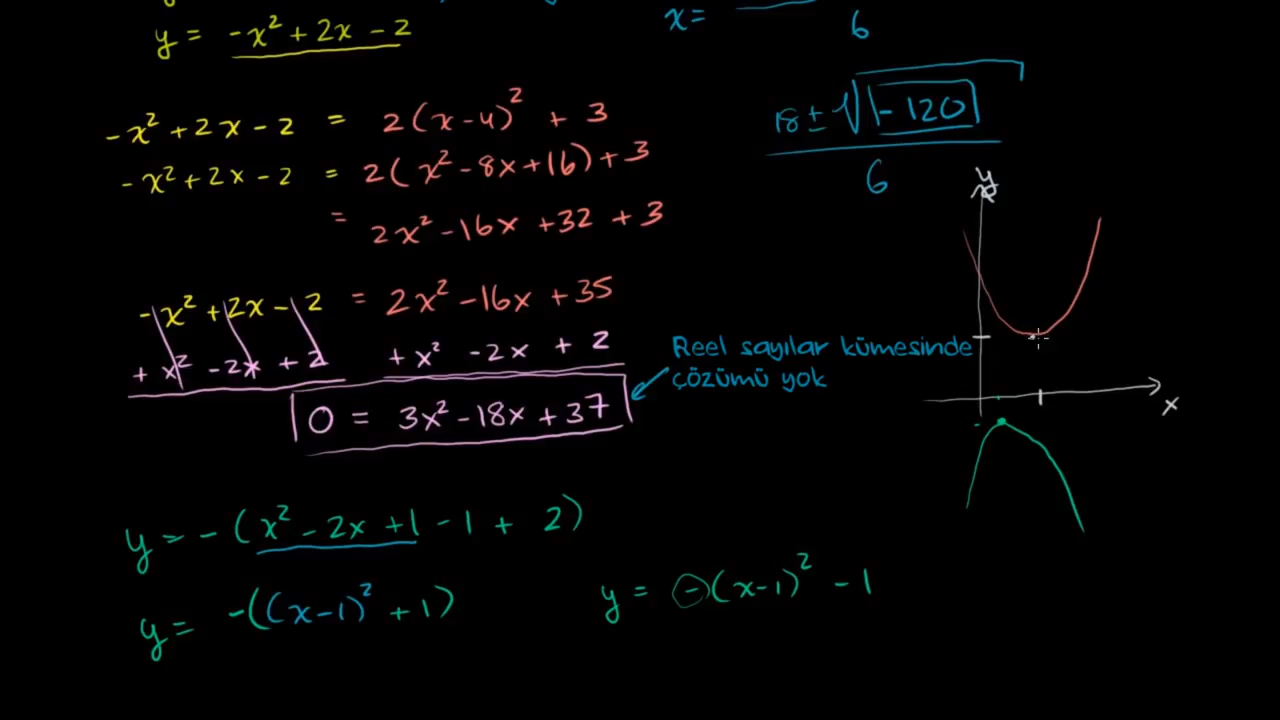 y = -x² + 2x - 2
x =
6
-x² + 2x - 2 = 2(x-4)² + 3
-x² + 2x - 2 = 2(x² - 8x + 16) + 3
= 2x² - 16x + 32 + 3
-x² + 2x - 2 = 2x² - 16x + 35
+ x² - 2x + 2 + x² - 2x + 2
0 = 3x² - 18x + 37
Reel sayılar kümesinde
çözümü yok
18 ± √-120
6
y
x
y = -(x² - 2x + 1 - 1 + 2)
y = -((x-1)² + 1)
y = -(x-1)² - 1